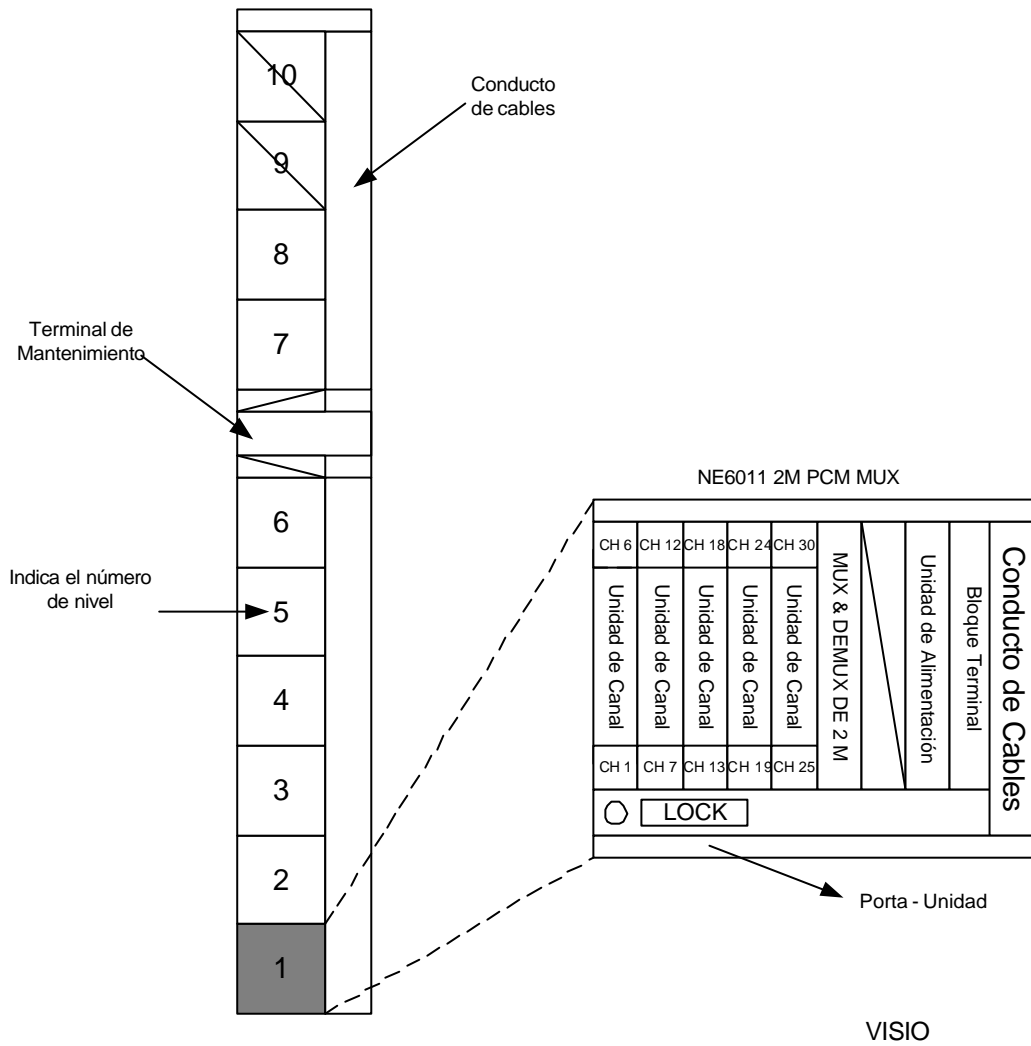 10
Conducto
de cables
9
8
Terminal de
Mantenimiento
7
NE6011 2M PCM MUX
6
Indica el número
de nivel
5
4
3
2
1
CH 6
CH 12
CH 18
CH 24
CH 30
Unidad de Canal
Unidad de Canal
Unidad de Canal
Unidad de Canal
Unidad de Canal
MUX & DEMUX DE 2 M
Unidad de Alimentación
Bloque Terminal
Conducto de Cables
CH 1
CH 7
CH 13
CH 19
CH 25
LOCK
Porta - Unidad
VISIO